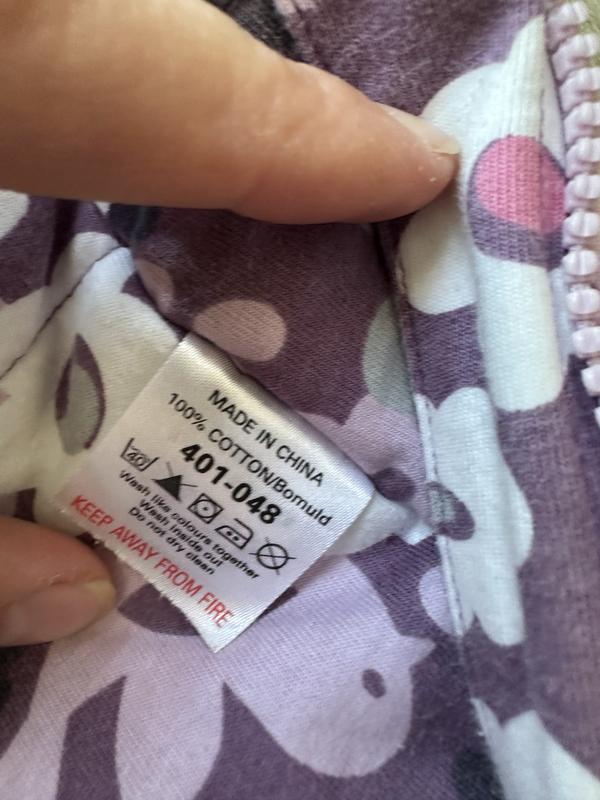 MADE IN CHINA
100% COTTON/Bomuld
401-048
40
Wash like colours together
Wash inside out
Do not dry clean
KEEP AWAY FROM FIRE